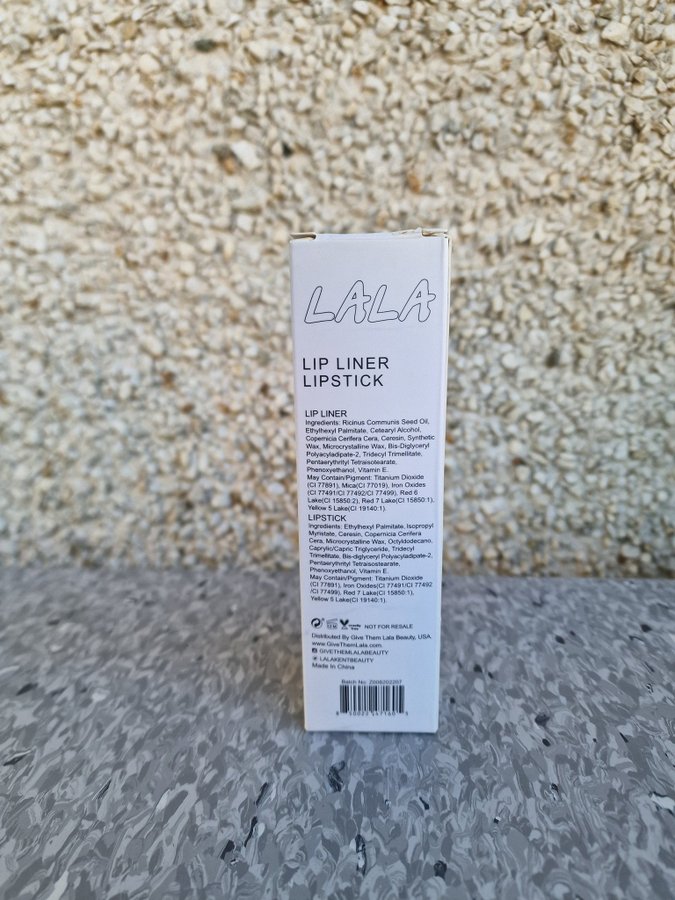 LALA
LIP LINER
LIPSTICK
LIP LINER
Ingredients: Ricinus Communis Seed Oil,
Ethylhexyl Palmitate, Cetearyl Alcohol,
Copernicia Cerifera Cera, Ceresin, Synthetic
Wax, Microcrystalline Wax, Bis-Diglyceryl
Polyacyladipate-2, Tridecyl Trimellitate,
Pentaerythrityl Tetraisotearate,
Phenoxyethanol, Vitamin E.
May Contain/Pigment: Titanium Dioxide
(CI 77891), Mica(CI 77019), Iron Oxides
(CI 77491/CI 77492/CI 77499), Red 6
Lake(CI 15850:2), Red 7 Lake(CI 15850:1),
Yellow 5 Lake(CI 19140:1).
LIPSTICK
Ingredients: Ethylhexyl Palmitate, Isopropyl
Myristate, Ceresin, Copernicia Cerifera
Cera, Microcrystalline Wax, Octyldodecano,
Caprylic/Capric Triglyceride, Tridecyl
Trimellitate, Bis-diglyceryl Polyacyladipate-2,
Pentaerythrityl Tetraisostearate,
Phenoxyethanol, Vitamin E.
May Contain/Pigment: Titanium Dioxide
(CI 77891), Iron Oxides(CI 77491/CI 77492
/CI 77499), Red 7 Lake(CI 15850:1),
Yellow 5 Lake(CI 19140:1).
cruelty free NOT FOR RESALE
Distributed By Give Them Lala Beauty, USA.
www.GiveThemLala.com
GIVETHEMLALABEAUTY
LALAKENTBEAUTY
Made In China
Batch No: Z008202207